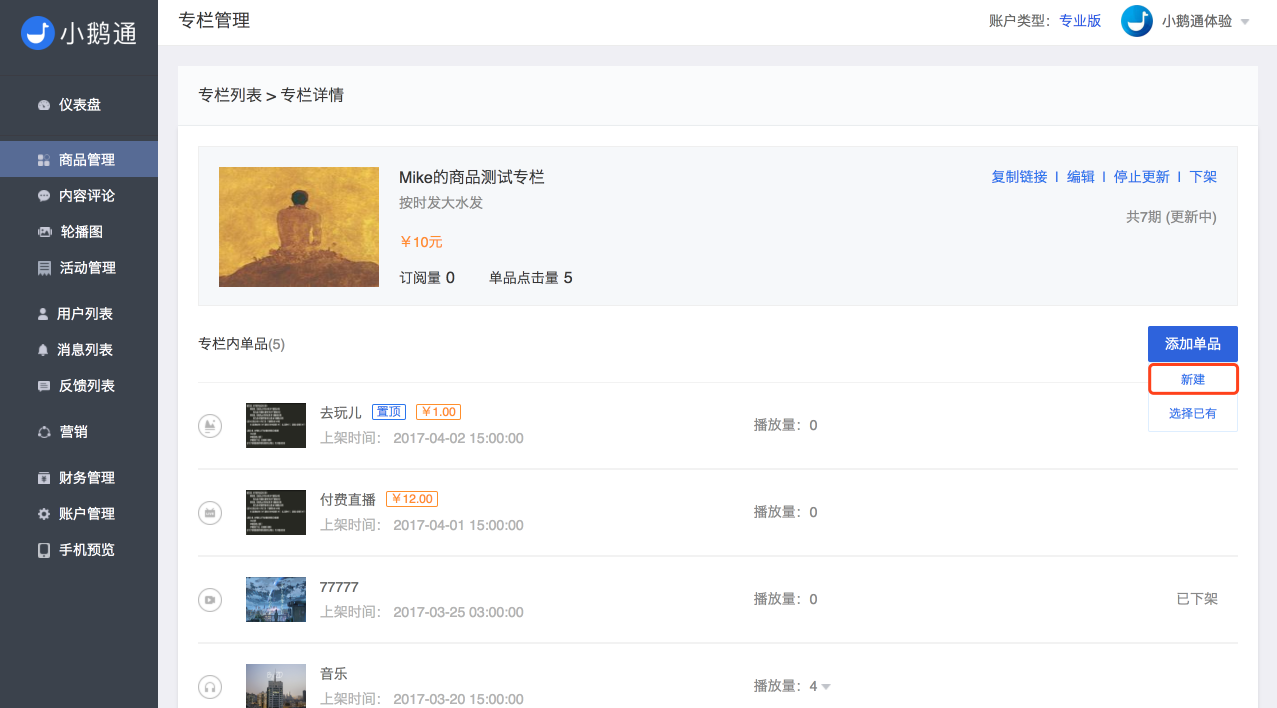 小鹅通
专栏管理
账户类型: 专业版
小鹅通体验
仪表盘
商品管理
内容评论
轮播图
活动管理
用户列表
消息列表
反馈列表
营销
财务管理
账户管理
手机预览
专栏列表 > 专栏详情
Mike的商品测试专栏
复制链接 | 编辑 | 停止更新 | 下架
按时发大水发
共7期 (更新中)
￥10元
订阅量 0 单品点击量 5
专栏内单品(5)
添加单品
新建
选择已有
去玩儿 置顶 ￥1.00
上架时间: 2017-04-02 15:00:00
播放量: 0
付费直播 ￥12.00
上架时间: 2017-04-01 15:00:00
播放量: 0
77777
上架时间: 2017-03-25 03:00:00
播放量: 0
已下架
音乐
上架时间: 2017-03-20 15:00:00
播放量: 4